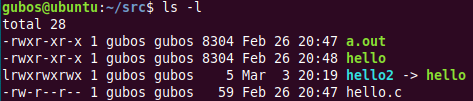 gubos@ubuntu:~/src$ ls -l
total 28
-rwxr-xr-x 1 gubos gubos 8304 Feb 26 20:47 a.out
-rwxr-xr-x 1 gubos gubos 8304 Feb 26 20:48 hello
lrwxrwxrwx 1 gubos gubos    5 Mar  3 20:19 hello2 -> hello
-rw-r--r-- 1 gubos gubos   59 Feb 26 20:47 hello.c